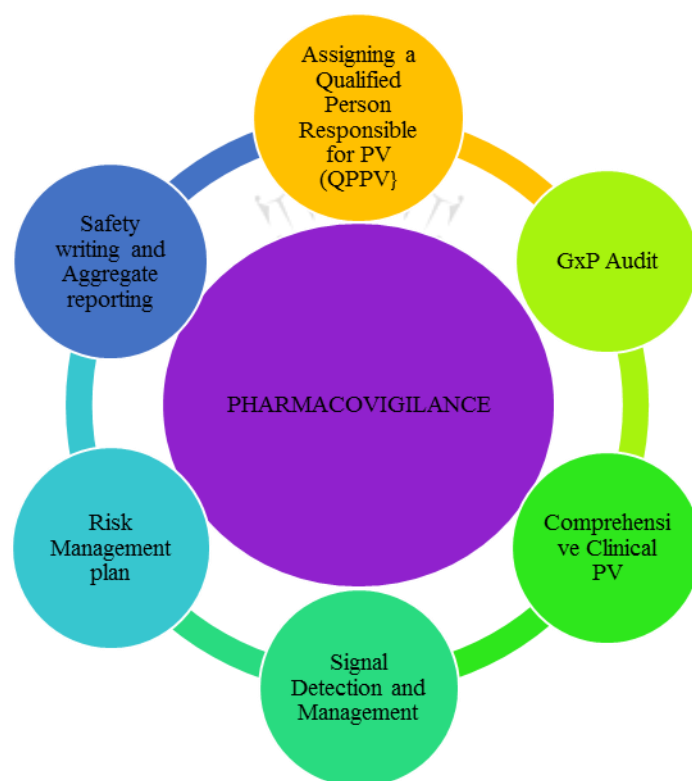 Assigning a
Qualified
Person
Responsible
for PV
(QPPV}
GxP Audit
Comprehensi
ve Clinical
PV
Signal
Detection and
Management
Risk
Management
plan
Safety
writing and
Aggregate
reporting
PHARMACOVIGILANCE